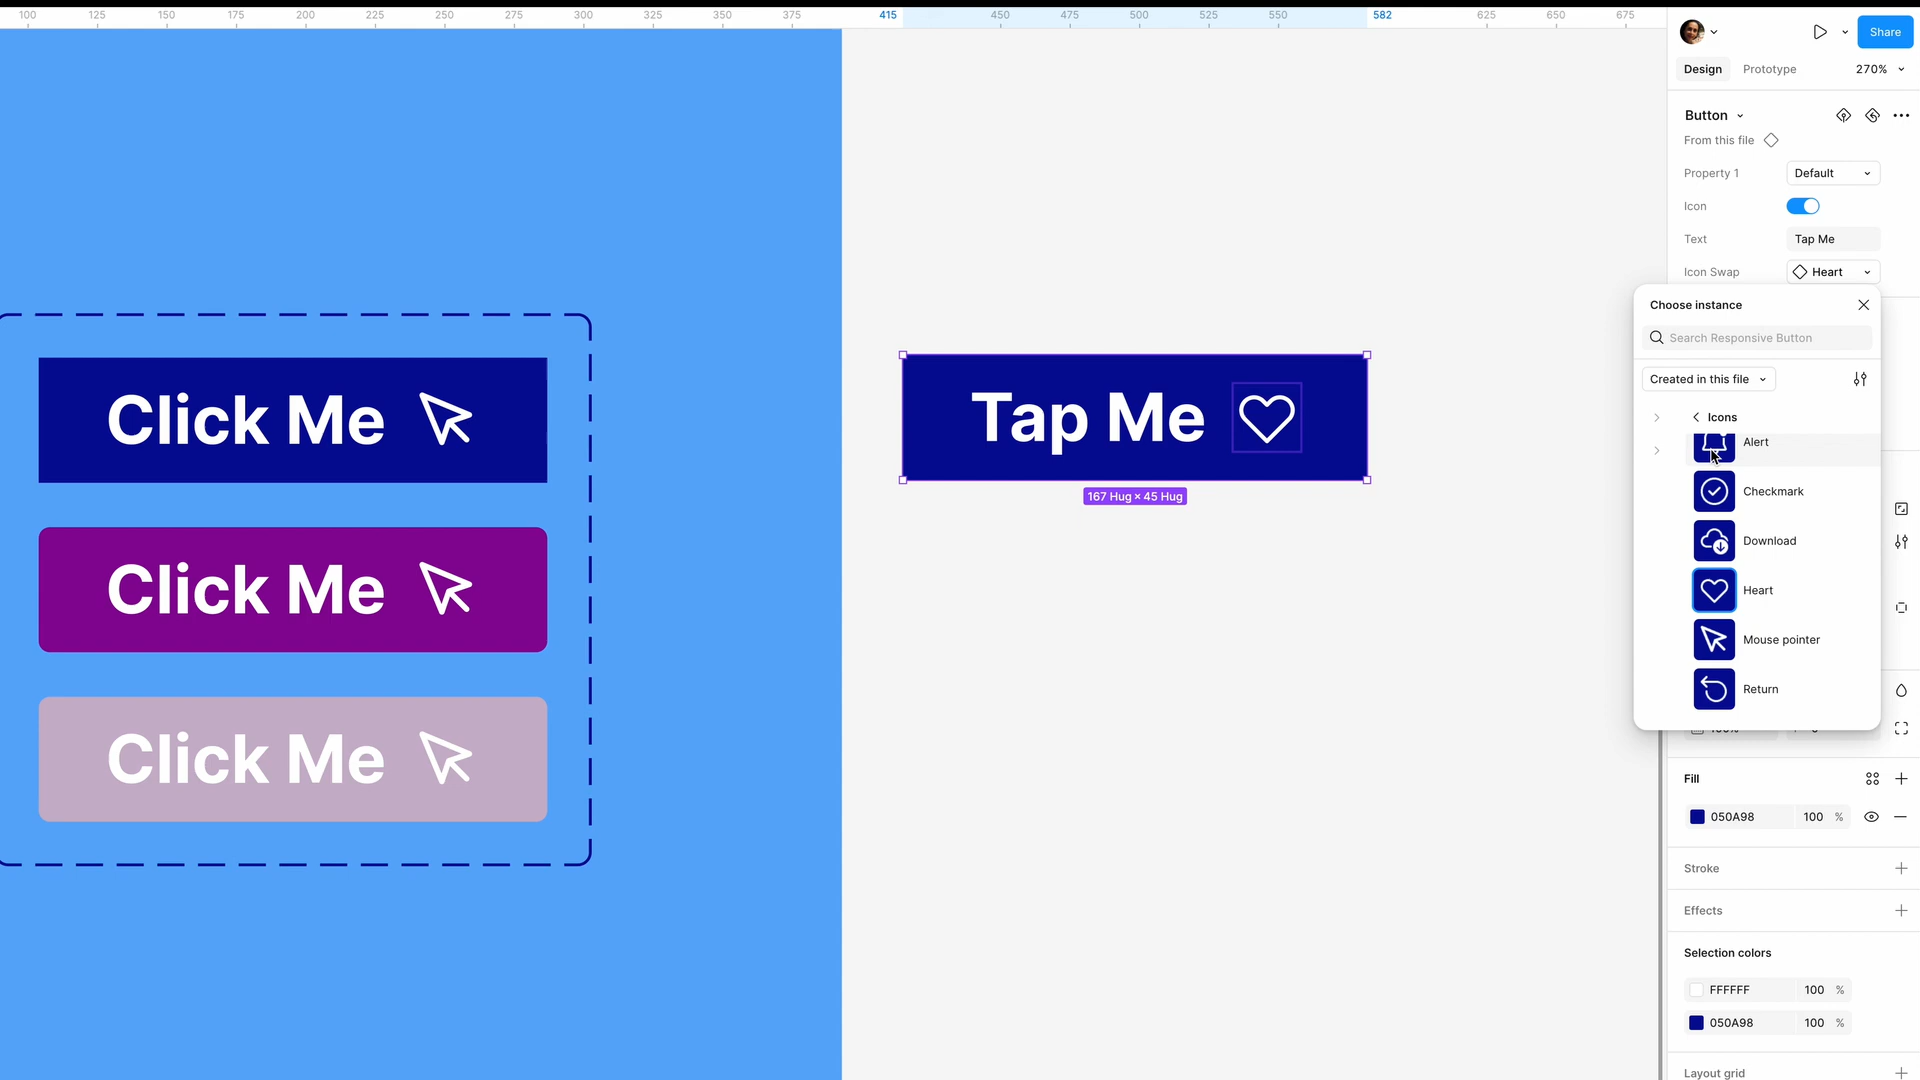 100 125 150 175 200 225 250 275 300 325 350 375 415 450 475 500 525 550 582 625 650 675
Share
Design Prototype 270%
Button
From this file
Property 1 Default
Icon
Text Tap Me
Icon Swap Heart
Choose instance
Search Responsive Button
Created in this file
Icons
Alert
Checkmark
Download
Heart
Mouse pointer
Return
Click Me
Click Me
Click Me
Tap Me
167 Hug × 45 Hug
Fill
050A98 100 %
Stroke
Effects
Selection colors
FFFFFF 100 %
050A98 100 %
Layout grid